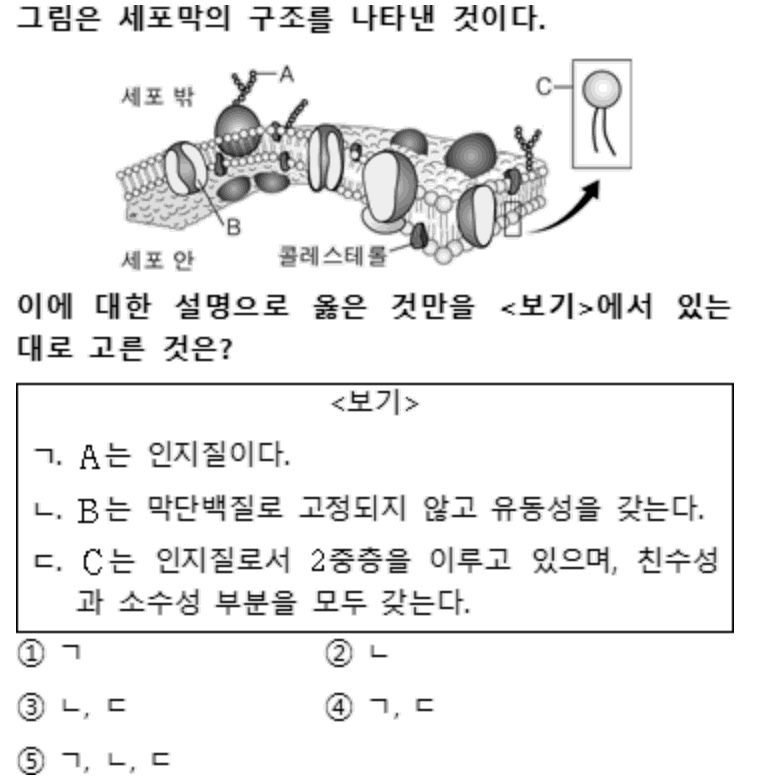 그림은 세포막의 구조를 나타낸 것이다.
세포 밖
A
C
B
세포 안
콜레스테롤
이에 대한 설명으로 옳은 것만을 <보기>에서 있는
대로 고른 것은?
<보기>
ㄱ. A는 인지질이다.
ㄴ. B는 막단백질로 고정되지 않고 유동성을 갖는다.
ㄷ. C는 인지질로서 2중층을 이루고 있으며, 친수성
과 소수성 부분을 모두 갖는다.
① ㄱ ② ㄴ
③ ㄴ, ㄷ ④ ㄱ, ㄷ
⑤ ㄱ, ㄴ, ㄷ